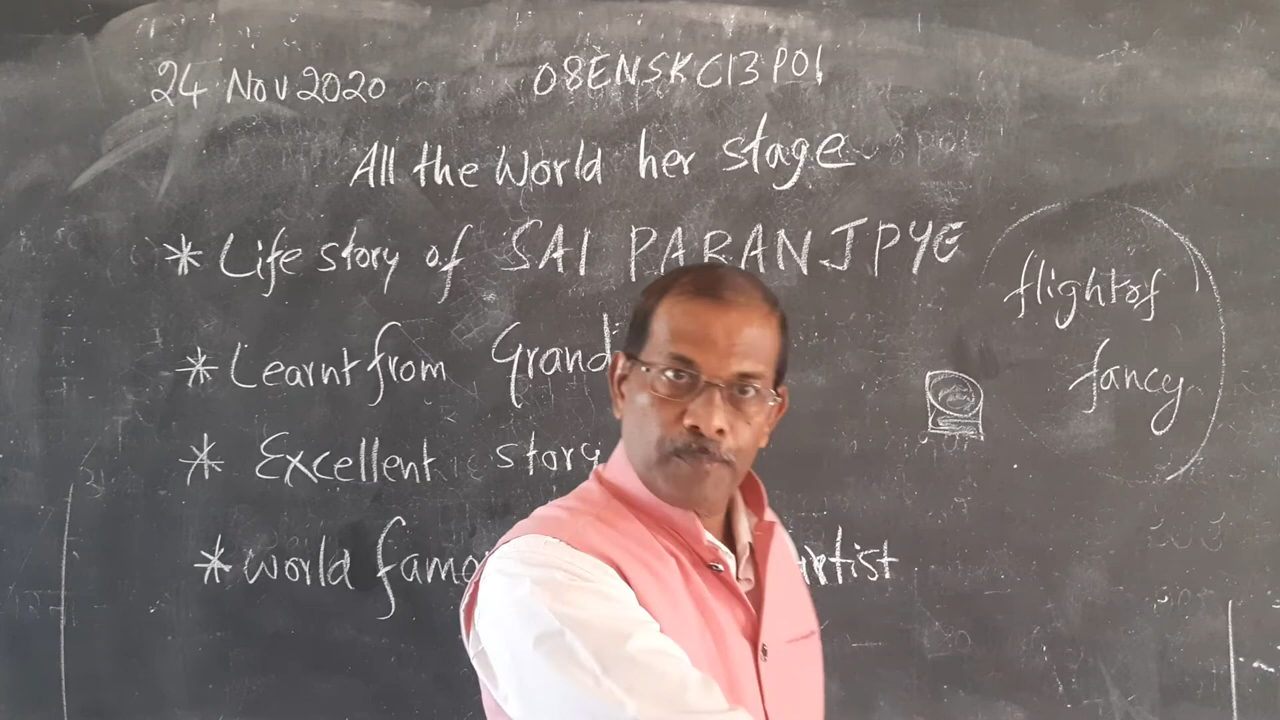 24 Nov 2020 08ENSKC13P01
All the World her stage
* Life story of SAI PARANJPYE
* Learnt from Grand
* Excellent story
* World famo artist
flight of
fancy